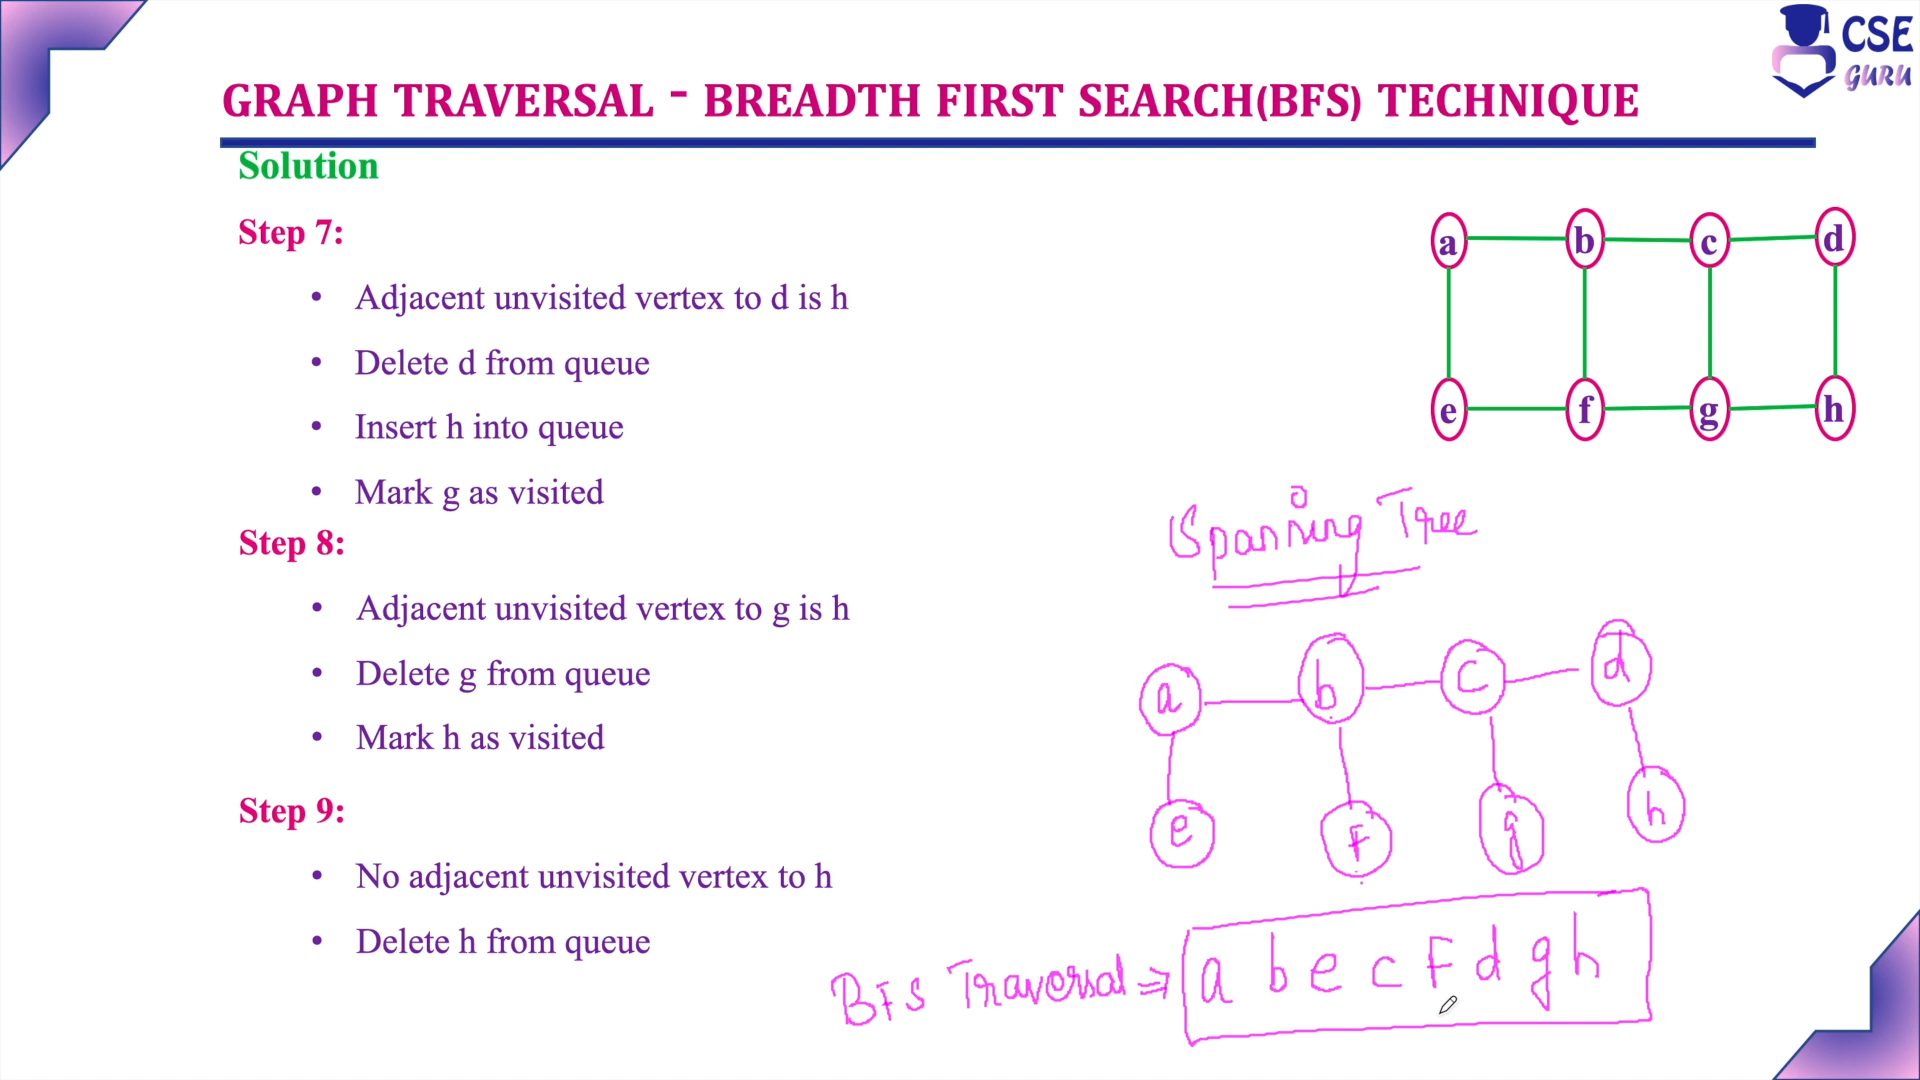 CSE
GURU
GRAPH TRAVERSAL - BREADTH FIRST SEARCH(BFS) TECHNIQUE
Solution
Step 7:
• Adjacent unvisited vertex to d is h
• Delete d from queue
• Insert h into queue
• Mark g as visited
Step 8:
• Adjacent unvisited vertex to g is h
• Delete g from queue
• Mark h as visited
Step 9:
• No adjacent unvisited vertex to h
• Delete h from queue
a b c d
e f g h
Spanning Tree
a b c d
e f g h
BFS Traversal ⇒ a b e c f d g h